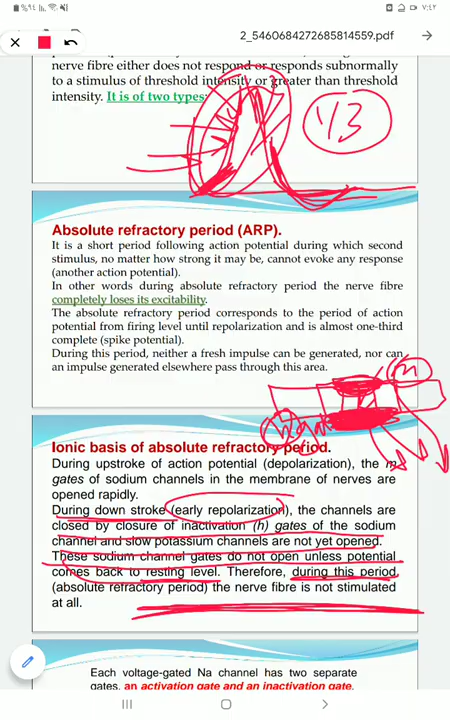 %٩٤
٧:٤٢
2_5460684272685814559.pdf
nerve fibre either does not respond or responds subnormally
to a stimulus of threshold intensity or greater than threshold
intensity. It is of two types:
1/3
Absolute refractory period (ARP).
It is a short period following action potential during which second
stimulus, no matter how strong it may be, cannot evoke any response
(another action potential).
In other words during absolute refractory period the nerve fibre
completely loses its excitability.
The absolute refractory period corresponds to the period of action
potential from firing level until repolarization and is almost one-third
complete (spike potential).
During this period, neither a fresh impulse can be generated, nor can
an impulse generated elsewhere pass through this area.
m
Ionic basis of absolute refractory period.
During upstroke of action potential (depolarization), the m
gates of sodium channels in the membrane of nerves are
opened rapidly.
During down stroke (early repolarization), the channels are
closed by closure of inactivation (h) gates of the sodium
channel and slow potassium channels are not yet opened.
These sodium channel gates do not open unless potential
comes back to resting level. Therefore, during this period
(absolute refractory period) the nerve fibre is not stimulated
at all.
Each voltage-gated Na channel has two separate
gates, an activation gate and an inactivation gate.